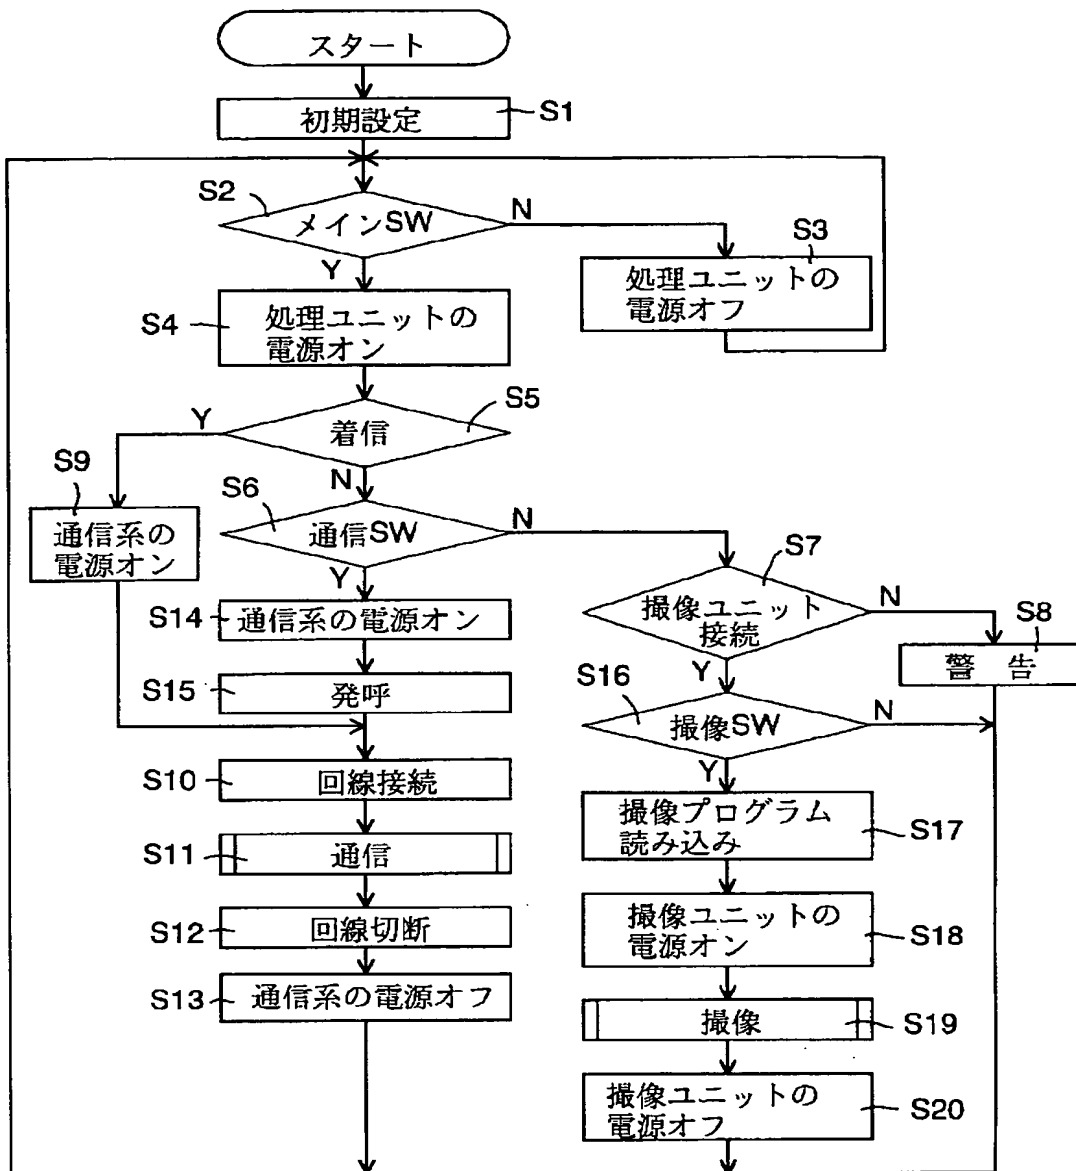 スタート
初期設定
S1
S2
メインSW
N
Y
S3
処理ユニットの
電源オフ
S4
処理ユニットの
電源オン
S5
着信
Y
N
S9
通信系の
電源オン
S6
通信SW
N
Y
S7
撮像ユニット
接続
N
Y
S8
警 告
S14
通信系の電源オン
S15
発呼
S16
撮像SW
N
Y
S10
回線接続
S17
撮像プログラム
読み込み
S11
通信
S12
回線切断
S18
撮像ユニットの
電源オン
S13
通信系の電源オフ
S19
撮像
S20
撮像ユニットの
電源オフ